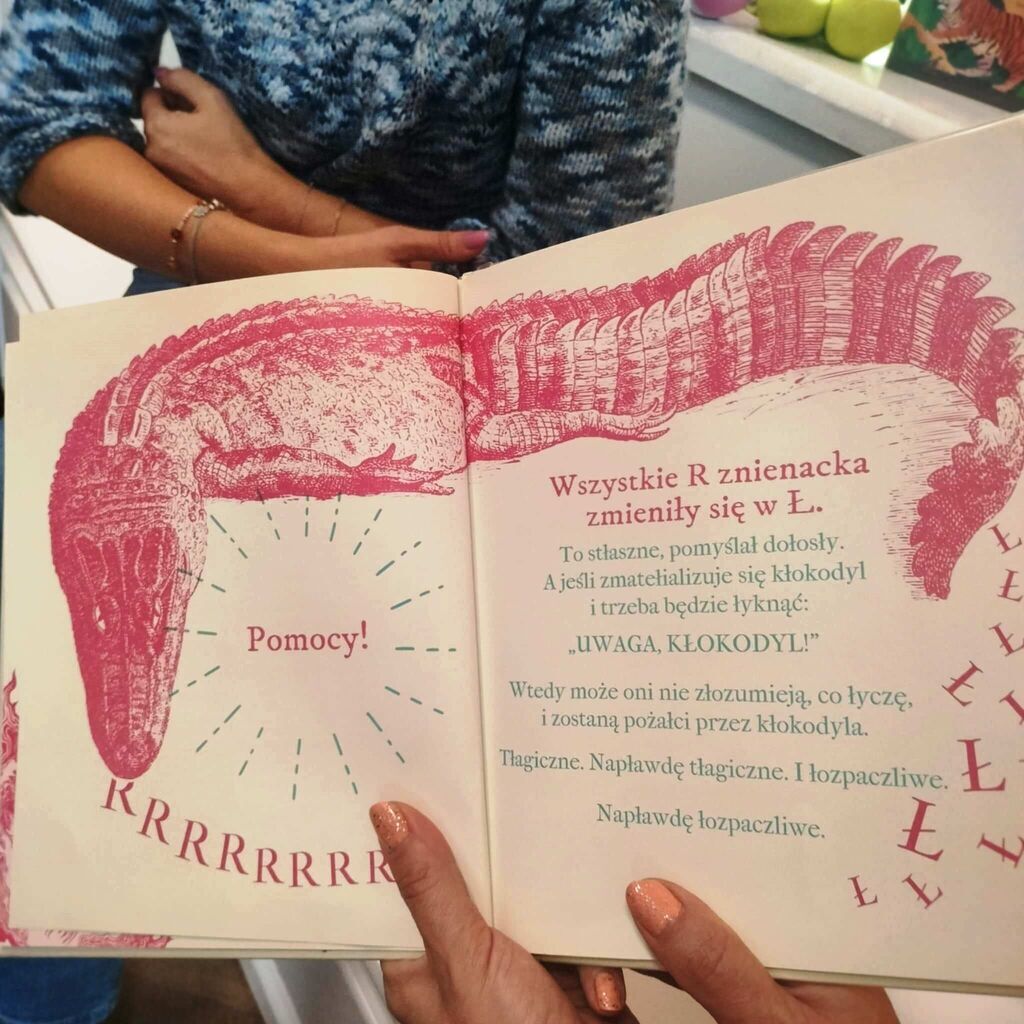 Pomocy!
RRRRRRRR
Wszystkie R znienacka
zmieniły się w Ł.
To stłaszne, pomyślał dołosły.
A jeśli zmatełializuje się kłokodyl
i trzeba będzie łyknąć:
„UWAGA, KŁOKODYL!”
Wtedy może oni nie złozumieją, co łyczę,
i zostaną pożałci przez kłokodyla.
Tłagiczne. Napławdę tłagiczne. I łozpaczliwe.
Napławdę łozpaczliwe.
Ł
Ł
Ł
Ł
Ł
Ł
Ł
Ł
Ł
Ł